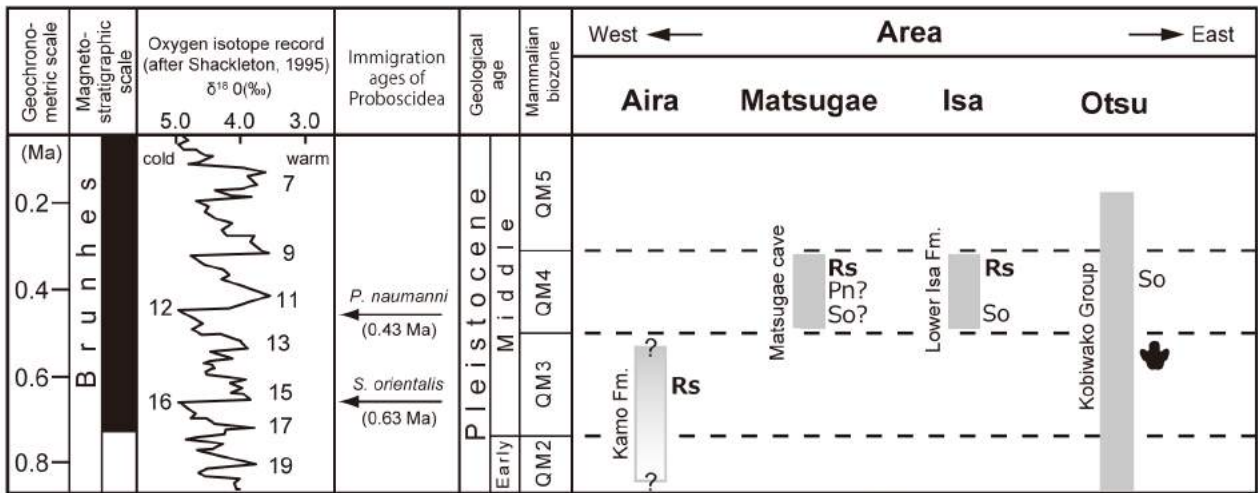 Geochrono-
metric scale
Magneto-
stratigraphic
scale
Oxygen isotope record
(after Shackleton, 1995)
δ18 0(‰)
5.0 4.0 3.0
Immigration
ages of
Proboscidea
Geological
age
Mammalian
biozone
West Area East
Aira Matsugae Isa Otsu
(Ma)
0.2
0.4
0.6
0.8
Brunhes
cold warm
7
9
11
12
13
15
16
17
19
P. naumanni
(0.43 Ma)
S. orientalis
(0.63 Ma)
Pleistocene
Middle
Early
QM5
QM4
QM3
QM2
Kamo Fm.
?
Rs
?
Matsugae cave
Rs
Pn?
So?
Lower Isa Fm.
Rs
So
Kobiwako Group
So